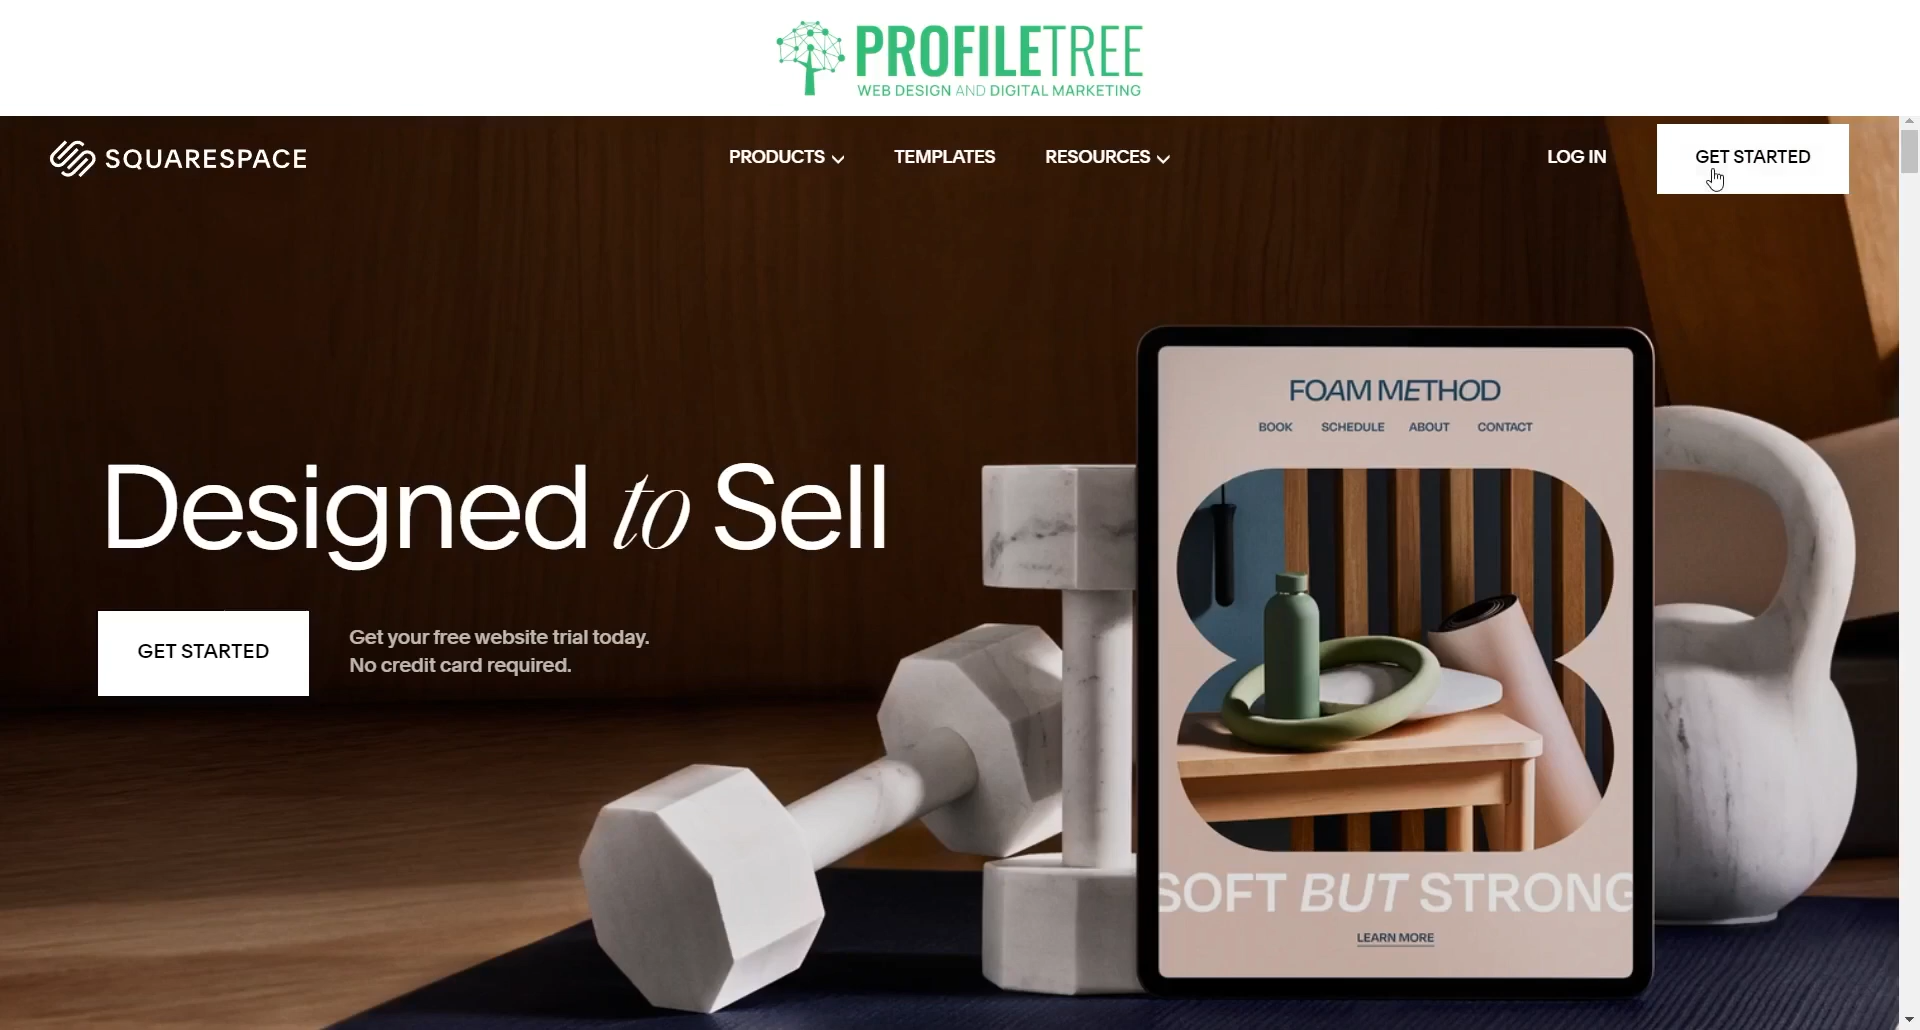 PROFILETREE
WEB DESIGN AND DIGITAL MARKETING
SQUARESPACE
PRODUCTS
TEMPLATES
RESOURCES
LOG IN
GET STARTED
Designed to Sell
GET STARTED
Get your free website trial today.
No credit card required.
FOAM METHOD
BOOK SCHEDULE ABOUT CONTACT
SOFT BUT STRONG
LEARN MORE